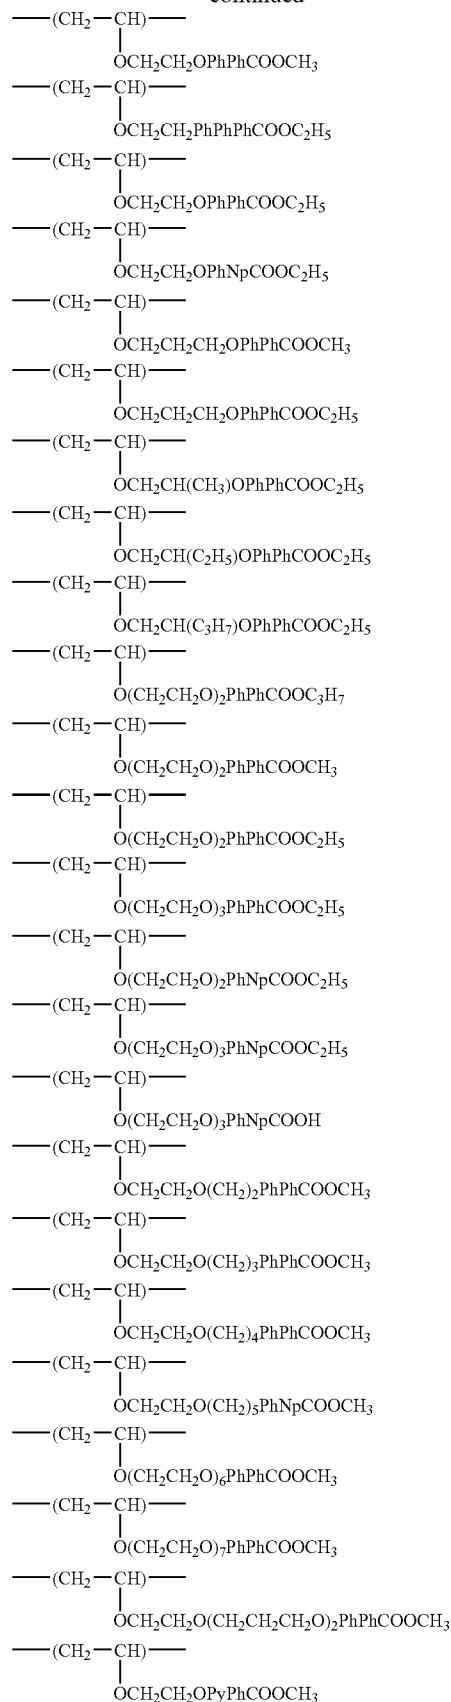 continued
—(CH₂—CH)—
OCH₂CH₂OPhPhCOOCH₃
—(CH₂—CH)—
OCH₂CH₂PhPhPhCOOC₂H₅
—(CH₂—CH)—
OCH₂CH₂OPhPhCOOC₂H₅
—(CH₂—CH)—
OCH₂CH₂OPhNpCOOC₂H₅
—(CH₂—CH)—
OCH₂CH₂CH₂OPhPhCOOCH₃
—(CH₂—CH)—
OCH₂CH₂CH₂OPhPhCOOC₂H₅
—(CH₂—CH)—
OCH₂CH(CH₃)OPhPhCOOC₂H₅
—(CH₂—CH)—
OCH₂CH(C₂H₅)OPhPhCOOC₂H₅
—(CH₂—CH)—
OCH₂CH(C₃H₇)OPhPhCOOC₂H₅
—(CH₂—CH)—
O(CH₂CH₂O)₂PhPhCOOC₃H₇
—(CH₂—CH)—
O(CH₂CH₂O)₂PhPhCOOCH₃
—(CH₂—CH)—
O(CH₂CH₂O)₂PhPhCOOC₂H₅
—(CH₂—CH)—
O(CH₂CH₂O)₃PhPhCOOC₂H₅
—(CH₂—CH)—
O(CH₂CH₂O)₂PhNpCOOC₂H₅
—(CH₂—CH)—
O(CH₂CH₂O)₃PhNpCOOC₂H₅
—(CH₂—CH)—
O(CH₂CH₂O)₃PhNpCOOH
—(CH₂—CH)—
OCH₂CH₂O(CH₂)₂PhPhCOOCH₃
—(CH₂—CH)—
OCH₂CH₂O(CH₂)₃PhPhCOOCH₃
—(CH₂—CH)—
OCH₂CH₂O(CH₂)₄PhPhCOOCH₃
—(CH₂—CH)—
OCH₂CH₂O(CH₂)₅PhNpCOOCH₃
—(CH₂—CH)—
O(CH₂CH₂O)₆PhPhCOOCH₃
—(CH₂—CH)—
O(CH₂CH₂O)₇PhPhCOOCH₃
—(CH₂—CH)—
OCH₂CH₂O(CH₂CH₂CH₂O)₂PhPhCOOCH₃
—(CH₂—CH)—
OCH₂CH₂OPyPhCOOCH₃